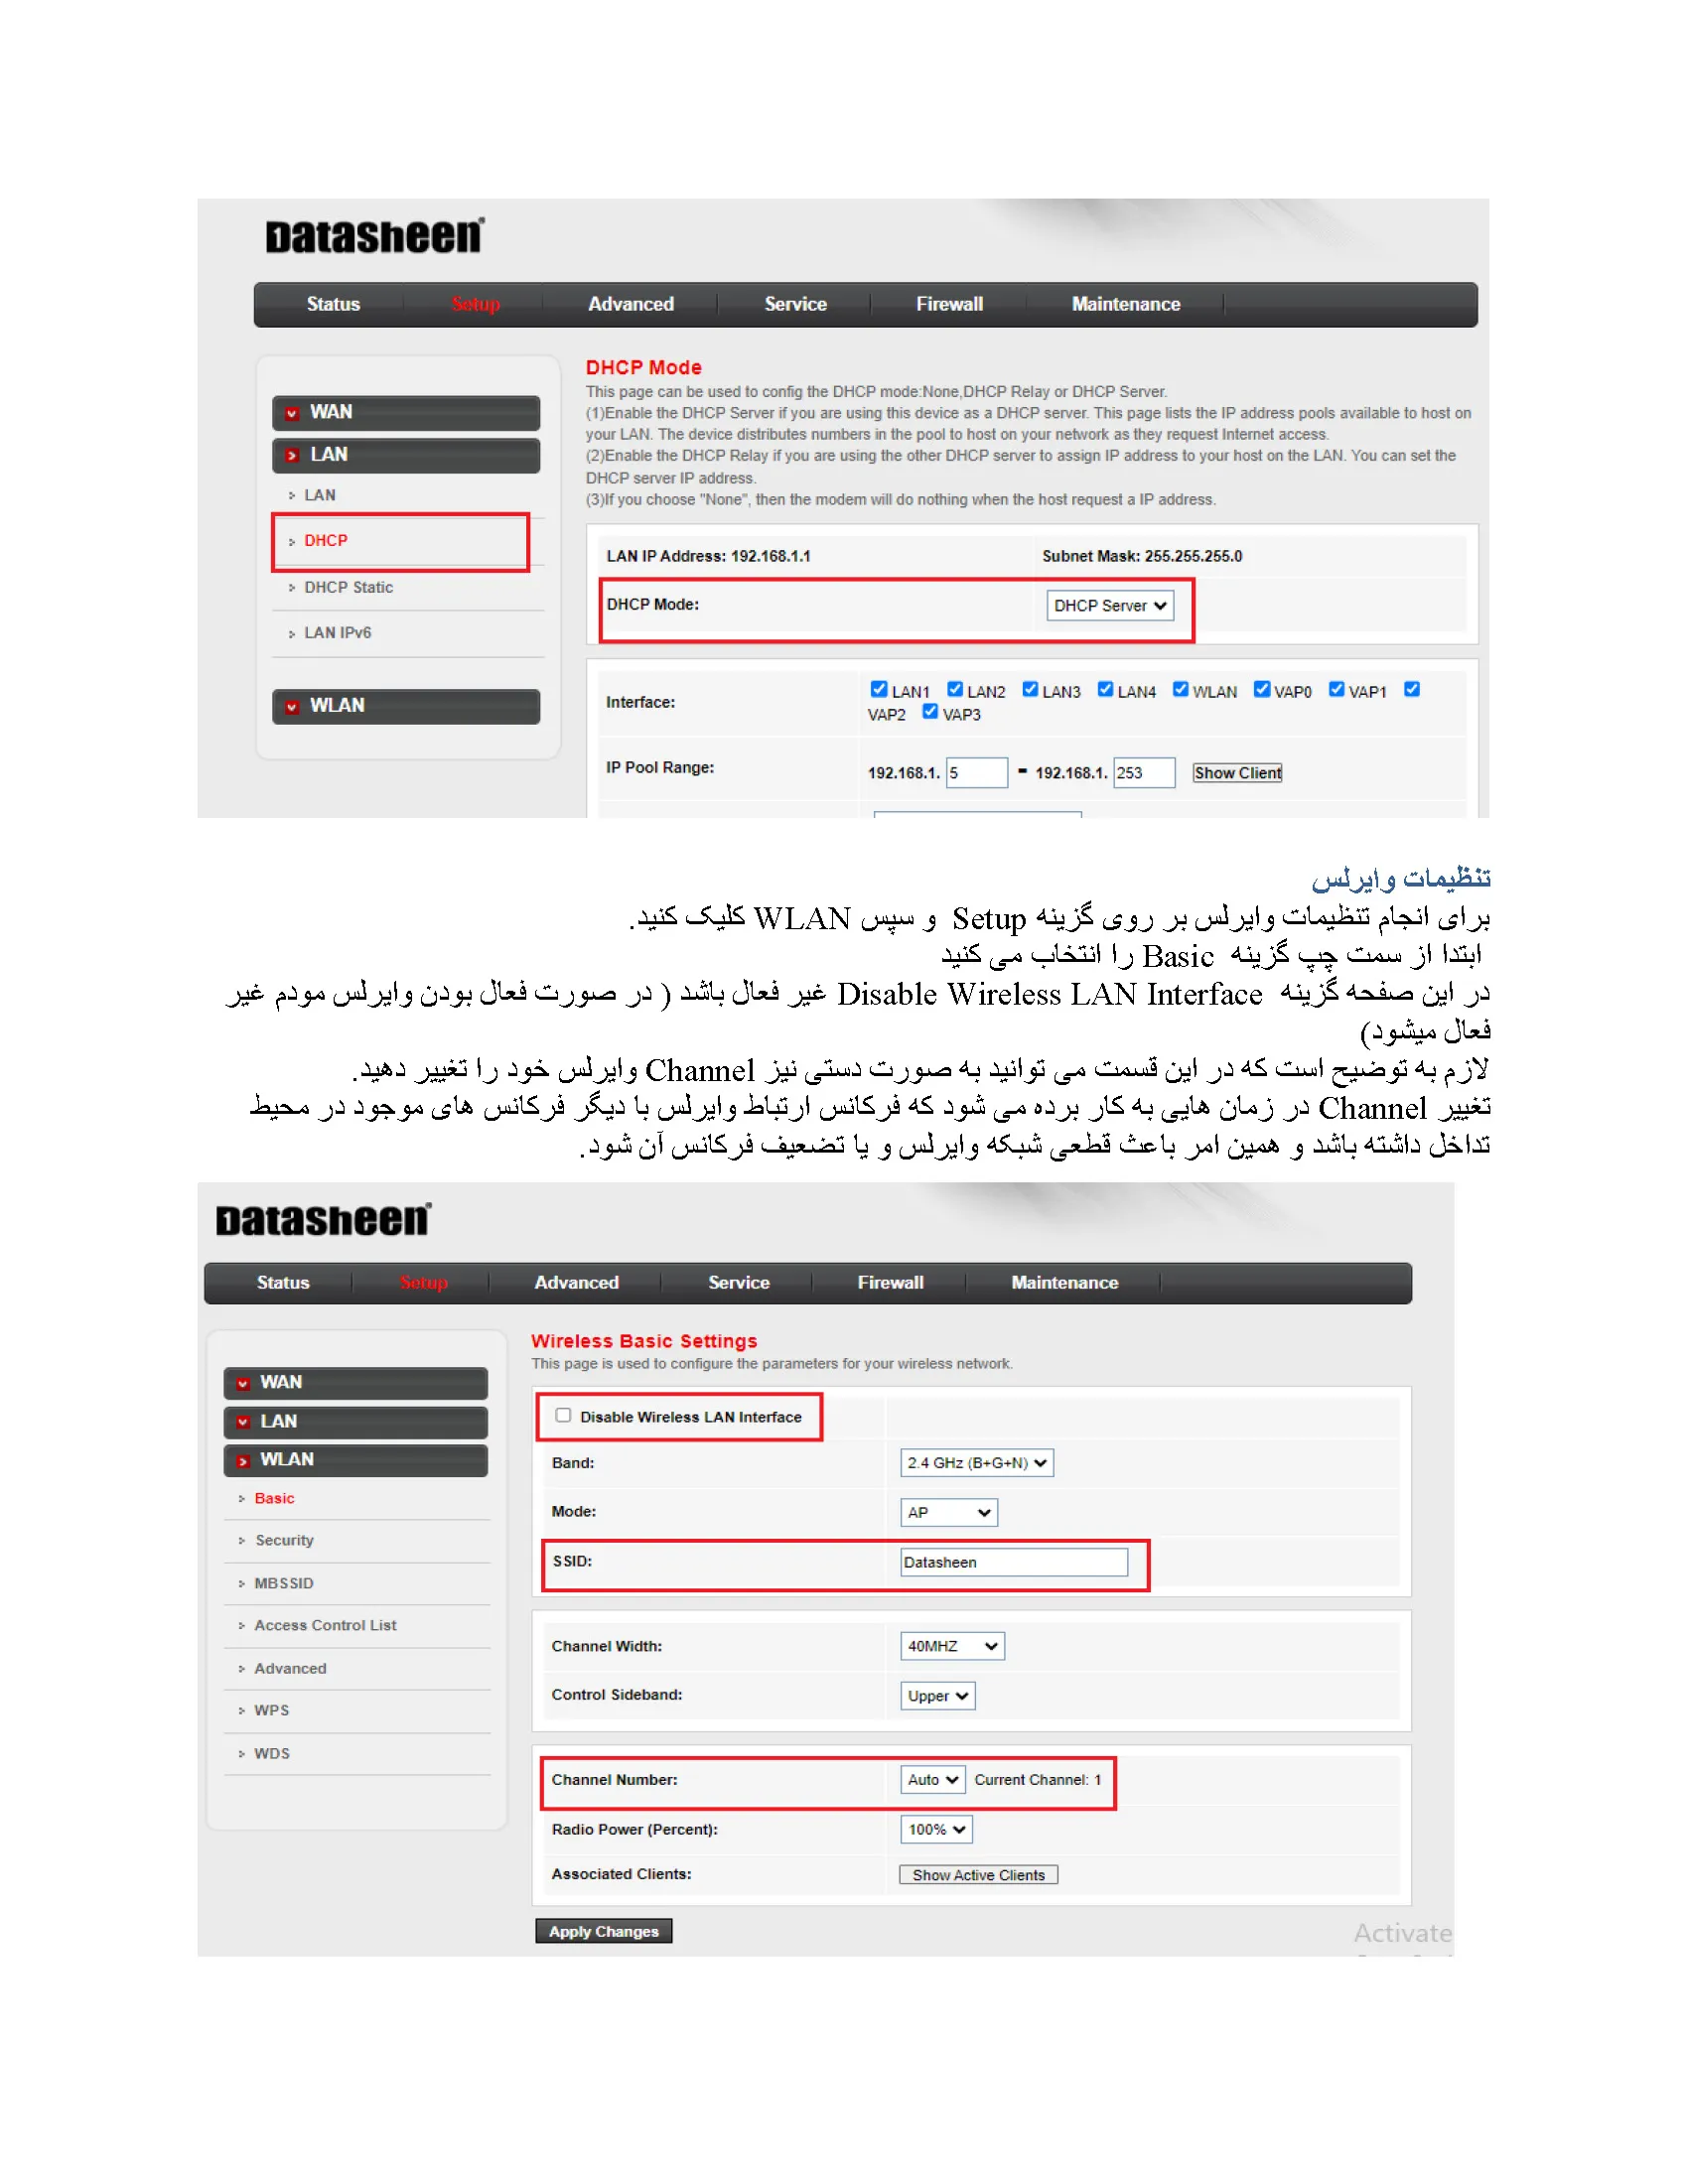 Datasheen
Status Setup Advanced Service Firewall Maintenance
WAN
LAN
LAN
DHCP
DHCP Static
LAN IPv6
WLAN
DHCP Mode
This page can be used to config the DHCP mode:None,DHCP Relay or DHCP Server.
(1)Enable the DHCP Server if you are using this device as a DHCP server. This page lists the IP address pools available to host on
your LAN. The device distributes numbers in the pool to host on your network as they request Internet access.
(2)Enable the DHCP Relay if you are using the other DHCP server to assign IP address to your host on the LAN. You can set the
DHCP server IP address.
(3)If you choose "None", then the modem will do nothing when the host request a IP address.
LAN IP Address: 192.168.1.1 Subnet Mask: 255.255.255.0
DHCP Mode: DHCP Server
Interface: LAN1 LAN2 LAN3 LAN4 WLAN VAP0 VAP1
VAP2 VAP3
IP Pool Range: 192.168.1. 5 - 192.168.1. 253 Show Client
تنظیمات وایرلس
برای انجام تنظیمات وایرلس بر روی گزینه Setup و سپس WLAN کلیک کنید.
ابتدا از سمت چپ گزینه Basic را انتخاب می کنید
در این صفحه گزینه Disable Wireless LAN Interface غیر فعال باشد ( در صورت فعال بودن وایرلس مودم غیر
فعال میشود)
لازم به توضیح است که در این قسمت می توانید به صورت دستی نیز Channel وایرلس خود را تغییر دهید.
تغییر Channel در زمان هایی به کار برده می شود که فرکانس ارتباط وایرلس با دیگر فرکانس های موجود در محیط
تداخل داشته باشد و همین امر باعث قطعی شبکه وایرلس و یا تضعیف فرکانس آن شود.
Datasheen
Status Setup Advanced Service Firewall Maintenance
WAN
LAN
WLAN
Basic
Security
MBSSID
Access Control List
Advanced
WPS
WDS
Wireless Basic Settings
This page is used to configure the parameters for your wireless network.
Disable Wireless LAN Interface
Band: 2.4 GHz (B+G+N)
Mode: AP
SSID: Datasheen
Channel Width: 40MHZ
Control Sideband: Upper
Channel Number: Auto Current Channel: 1
Radio Power (Percent): 100%
Associated Clients: Show Active Clients
Apply Changes
Activate